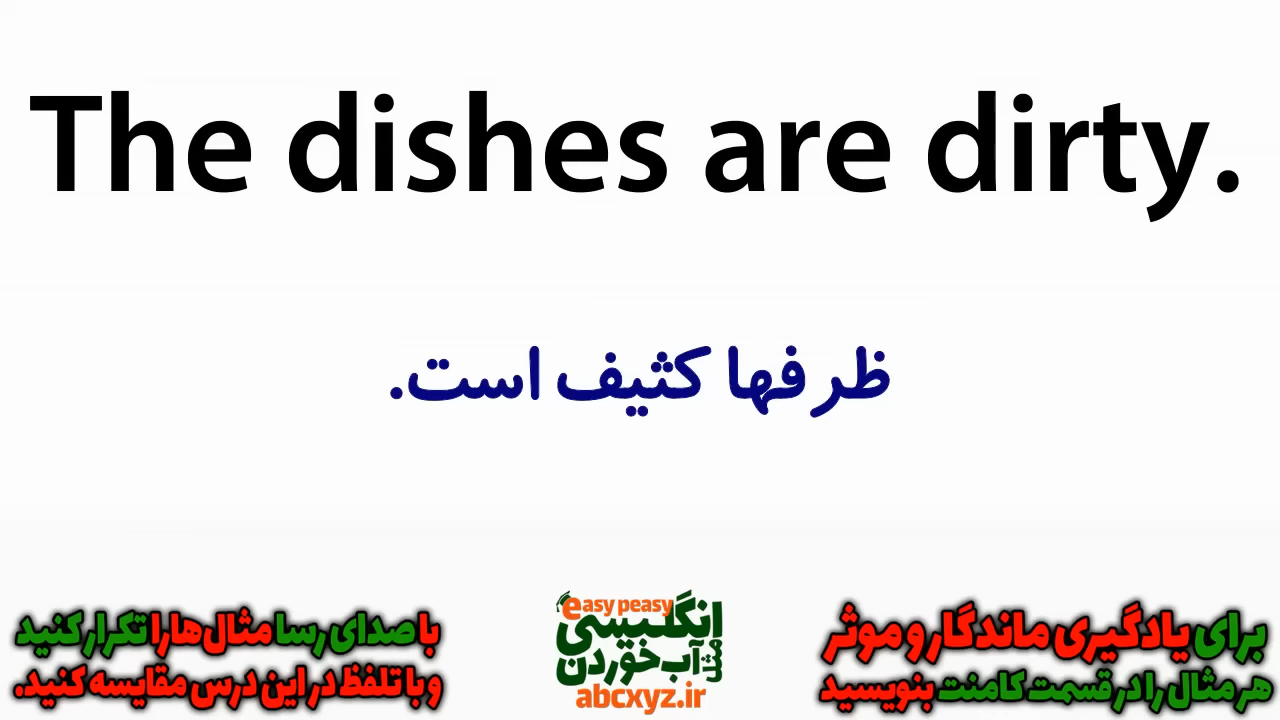 The dishes are dirty.
ظرفها کثیف است.
برای یادگیری ماندگار و موثر
هر مثال را در قسمت کامنت بنویسید
easy peasy
انگلیسی
مثل آب خوردن
abcxyz.ir
با صدای رسا مثال‌ها را تکرار کنید
و با تلفظ در این درس مقایسه کنید.